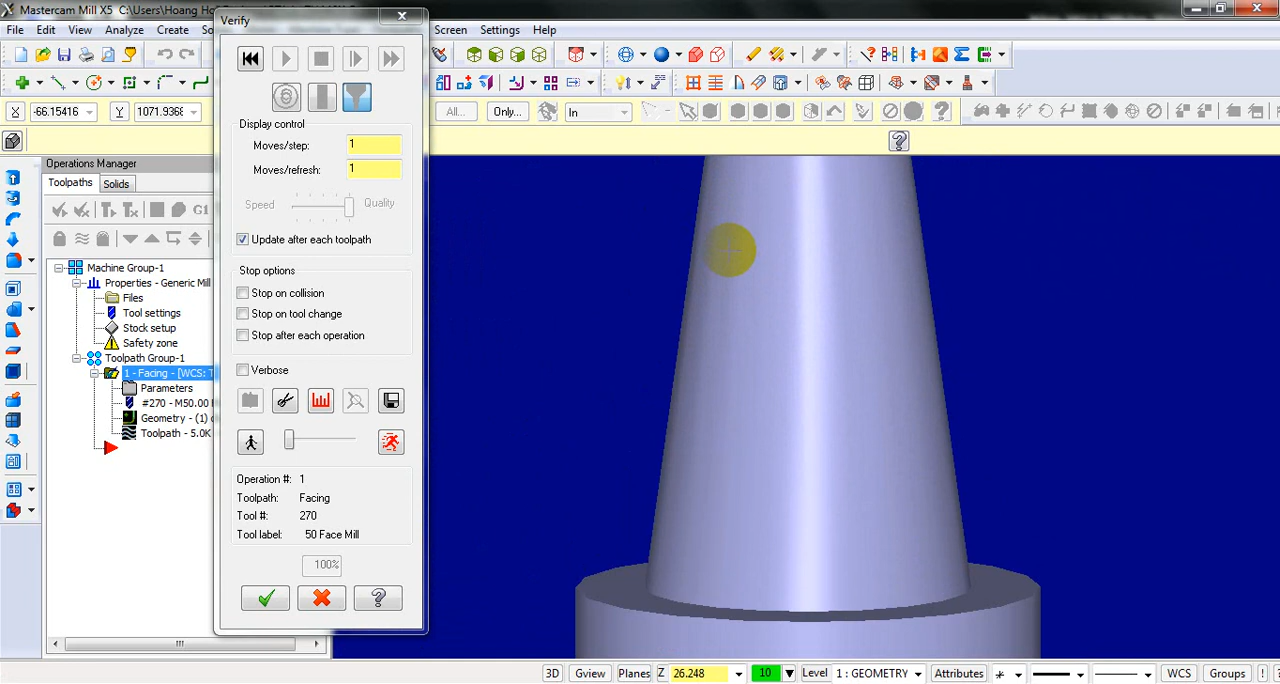 Mastercam Mill X5 C:\Users\Hoang
Verify
File Edit View Analyze Create Screen Settings Help
X -66.15416 Y 1071.9366 All... Only... In
Operations Manager
Toolpaths Solids
G1
Machine Group-1
Properties - Generic Mill
Files
Tool settings
Stock setup
Safety zone
Toolpath Group-1
1 - Facing - [WCS: T
Parameters
#270 - M50.00
Geometry - (1)
Toolpath - 5.0K
Display control
Moves/step: 1
Moves/refresh: 1
Speed Quality
Update after each toolpath
Stop options
Stop on collision
Stop on tool change
Stop after each operation
Verbose
Operation #: 1
Toolpath: Facing
Tool #: 270
Tool label: 50 Face Mill
100%
3D Gview Planes Z 26.248 10 Level 1 : GEOMETRY Attributes WCS Groups